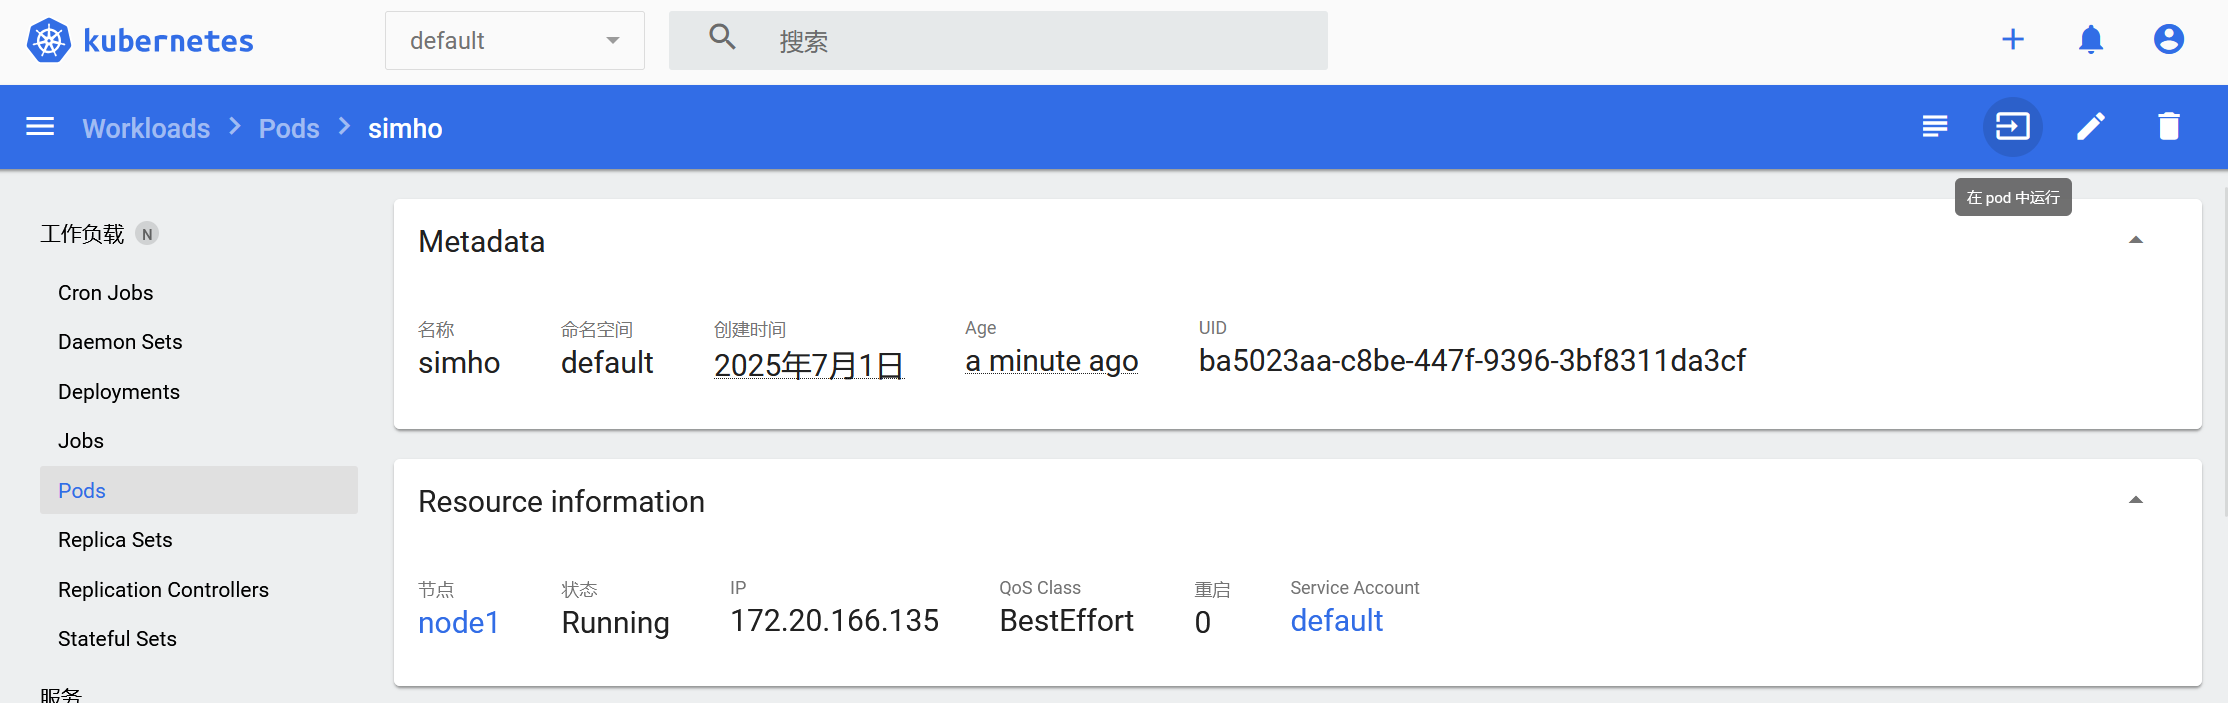 kubernetes
default
搜索
Workloads > Pods > simho
在 pod 中运行
工作负载 N
Cron Jobs
Daemon Sets
Deployments
Jobs
Pods
Replica Sets
Replication Controllers
Stateful Sets
服务
Metadata
名称 命名空间 创建时间 Age UID
simho default 2025年7月1日 a minute ago ba5023aa-c8be-447f-9396-3bf8311da3cf
Resource information
节点 状态 IP QoS Class 重启 Service Account
node1 Running 172.20.166.135 BestEffort 0 default